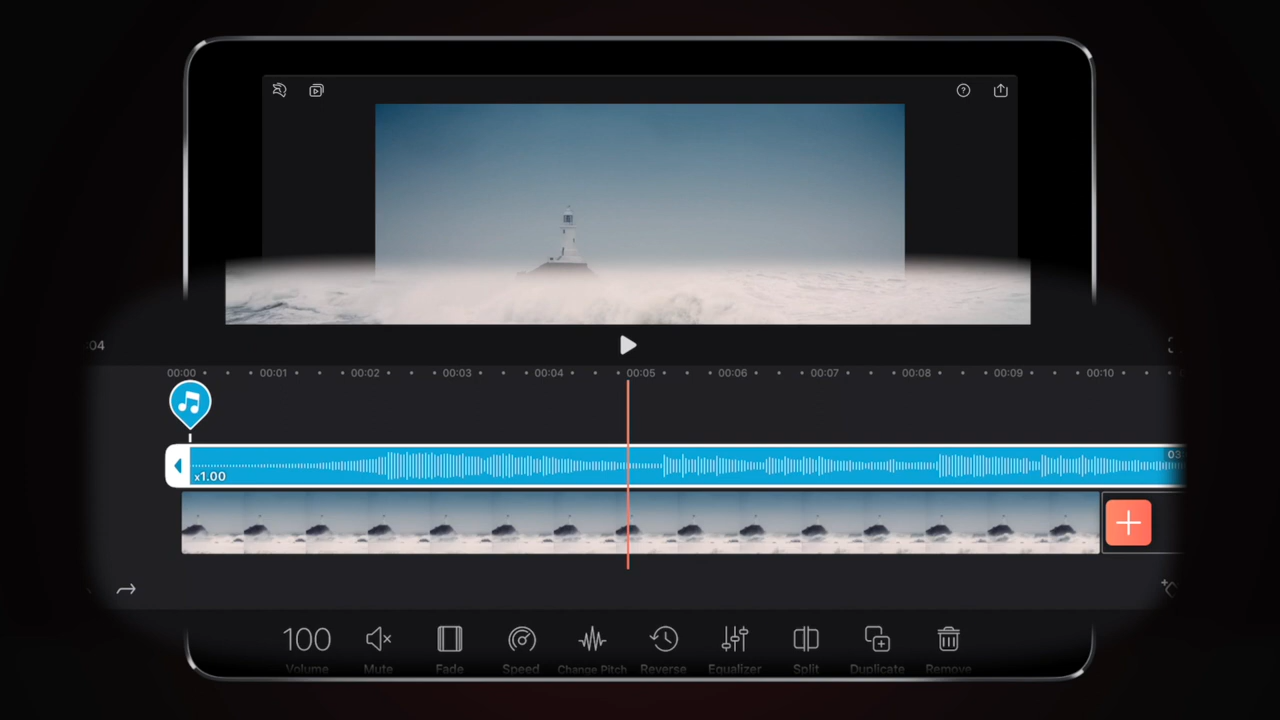 :04
00:00 00:01 00:02 00:03 00:04 00:05 00:06 00:07 00:08 00:09 00:10
x1.00
03:
100
Volume Mute Fade Speed Change Pitch Reverse Equalizer Split Duplicate Remove